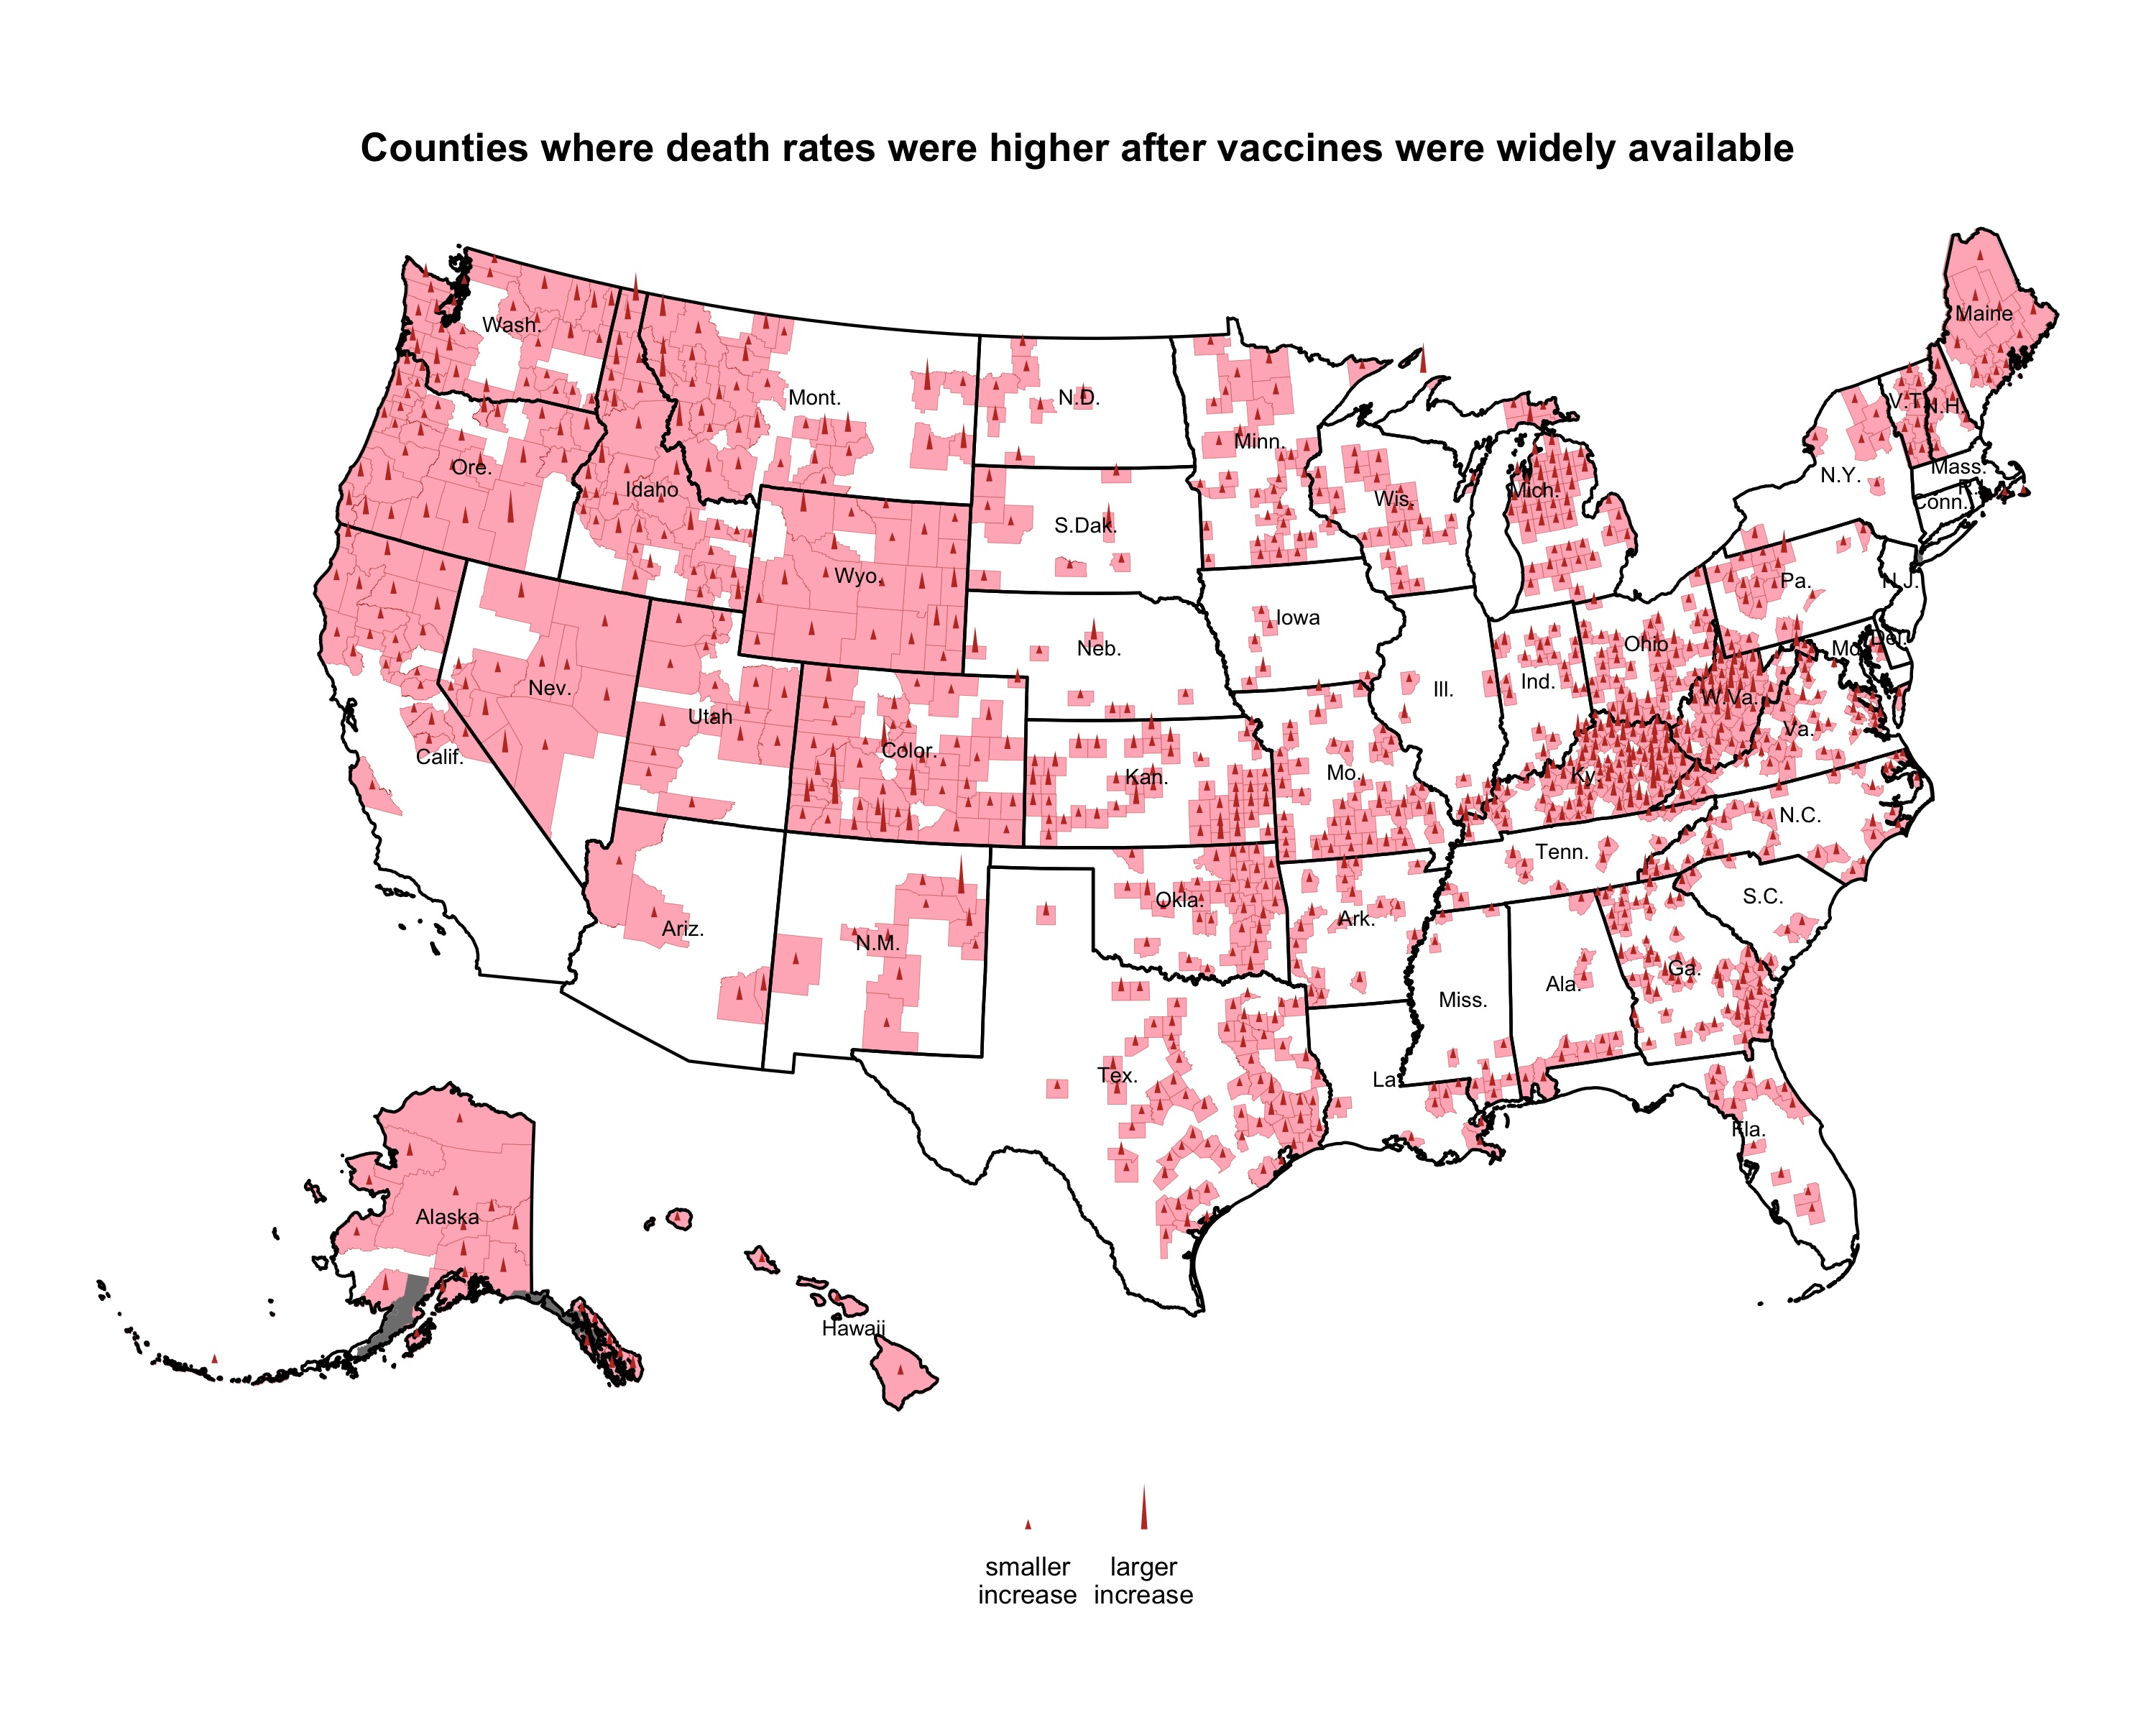 Counties where death rates were higher after vaccines were widely available
Maine
Wash.
Mont.
N.D.
V.T.
N.H.
Minn.
Ore.
Idaho
Mich.
Wis.
N.Y.
Mass.
R.I.
Conn.
S.Dak.
Wyo.
Pa.
N.J.
Iowa
Neb.
Ohio
Md.
Del.
Nev.
Utah
Ill.
Ind.
W.Va.
Va.
Calif.
Color.
Kan.
Mo.
Ky.
N.C.
Tenn.
Okla.
Ark.
S.C.
Ariz.
N.M.
Ga.
Miss.
Ala.
Tex.
La.
Fla.
Alaska
Hawaii
smaller
increase
larger
increase